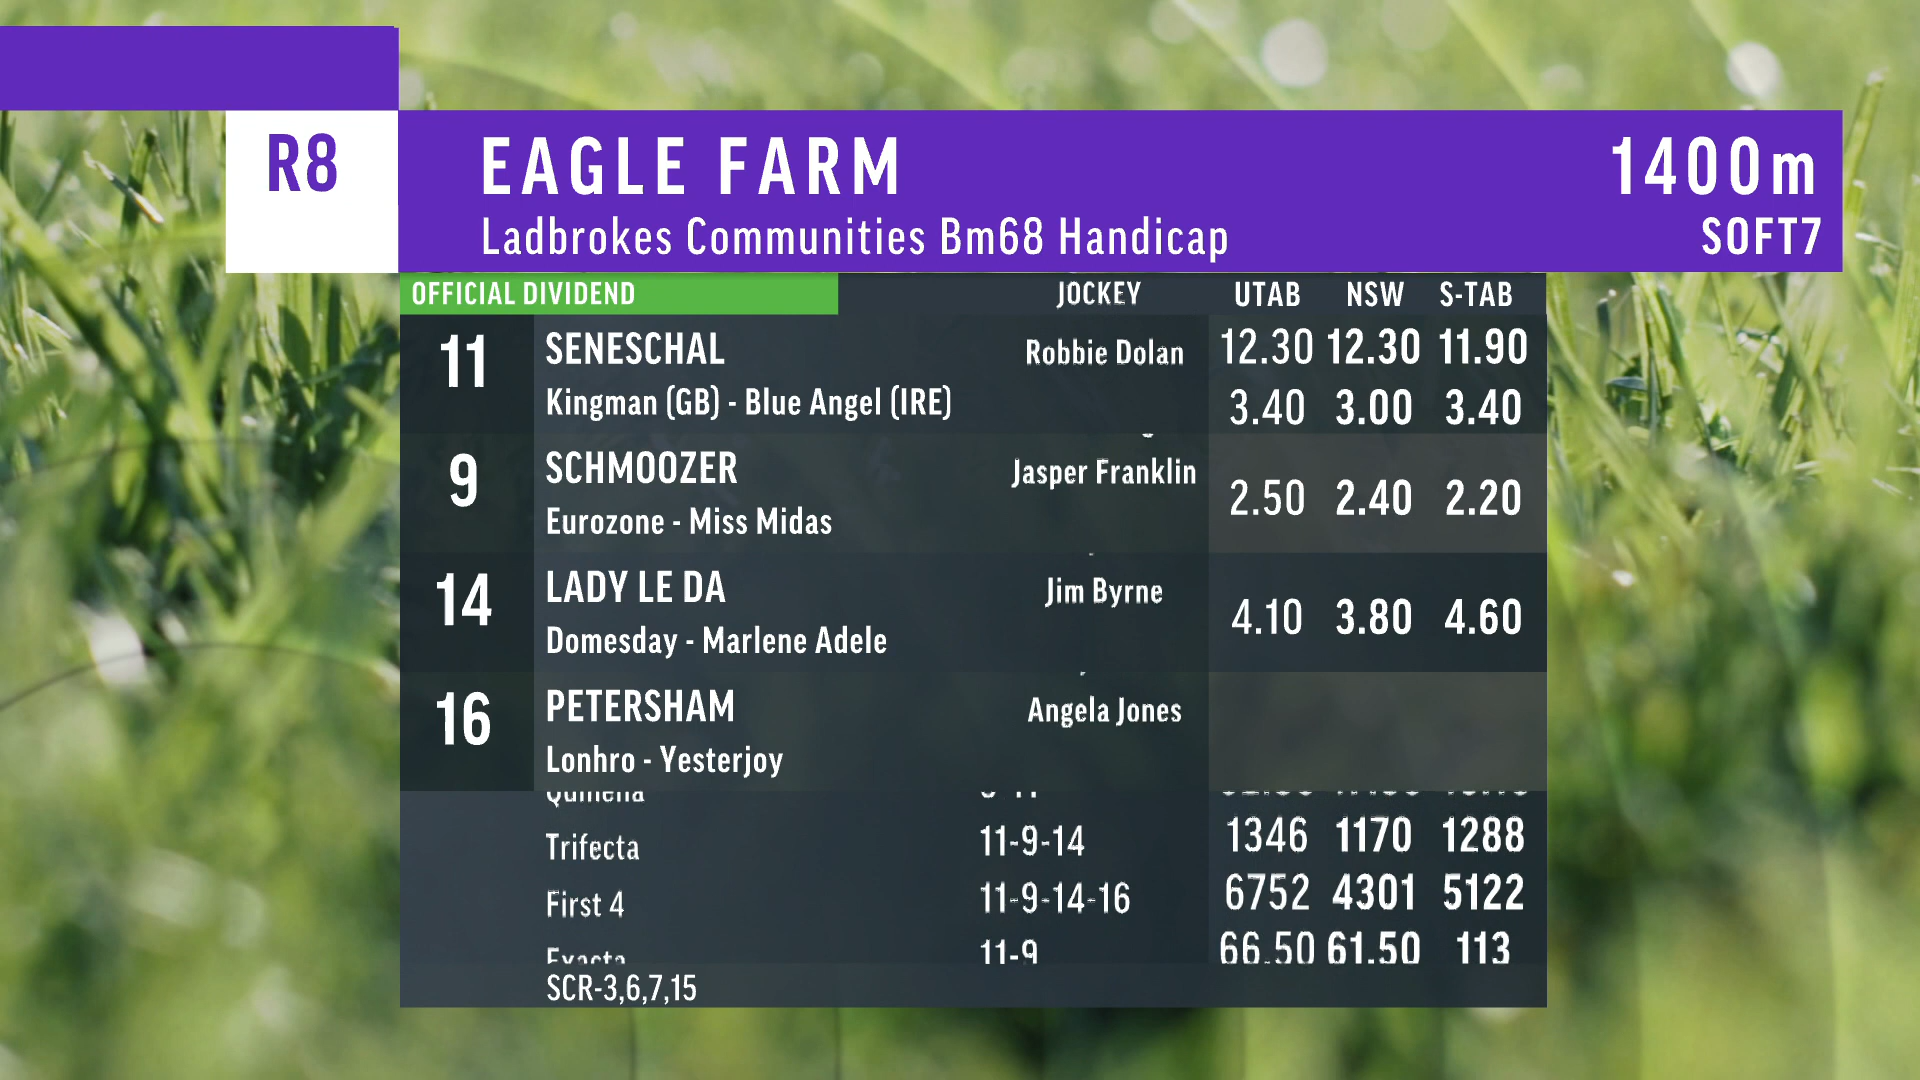 R8
EAGLE FARM
1400m
Ladbrokes Communities Bm68 Handicap
SOFT7
OFFICIAL DIVIDEND JOCKEY UTAB NSW S-TAB
11 SENESCHAL Robbie Dolan 12.30 12.30 11.90
Kingman (GB) - Blue Angel (IRE) 3.40 3.00 3.40
9 SCHMOOZER Jasper Franklin 2.50 2.40 2.20
Eurozone - Miss Midas
14 LADY LE DA Jim Byrne 4.10 3.80 4.60
Domesday - Marlene Adele
16 PETERSHAM Angela Jones
Lonhro - Yesterjoy
Quinella
Trifecta 11-9-14 1346 1170 1288
First 4 11-9-14-16 6752 4301 5122
Exacta 11-9 66.50 61.50 113
SCR-3,6,7,15